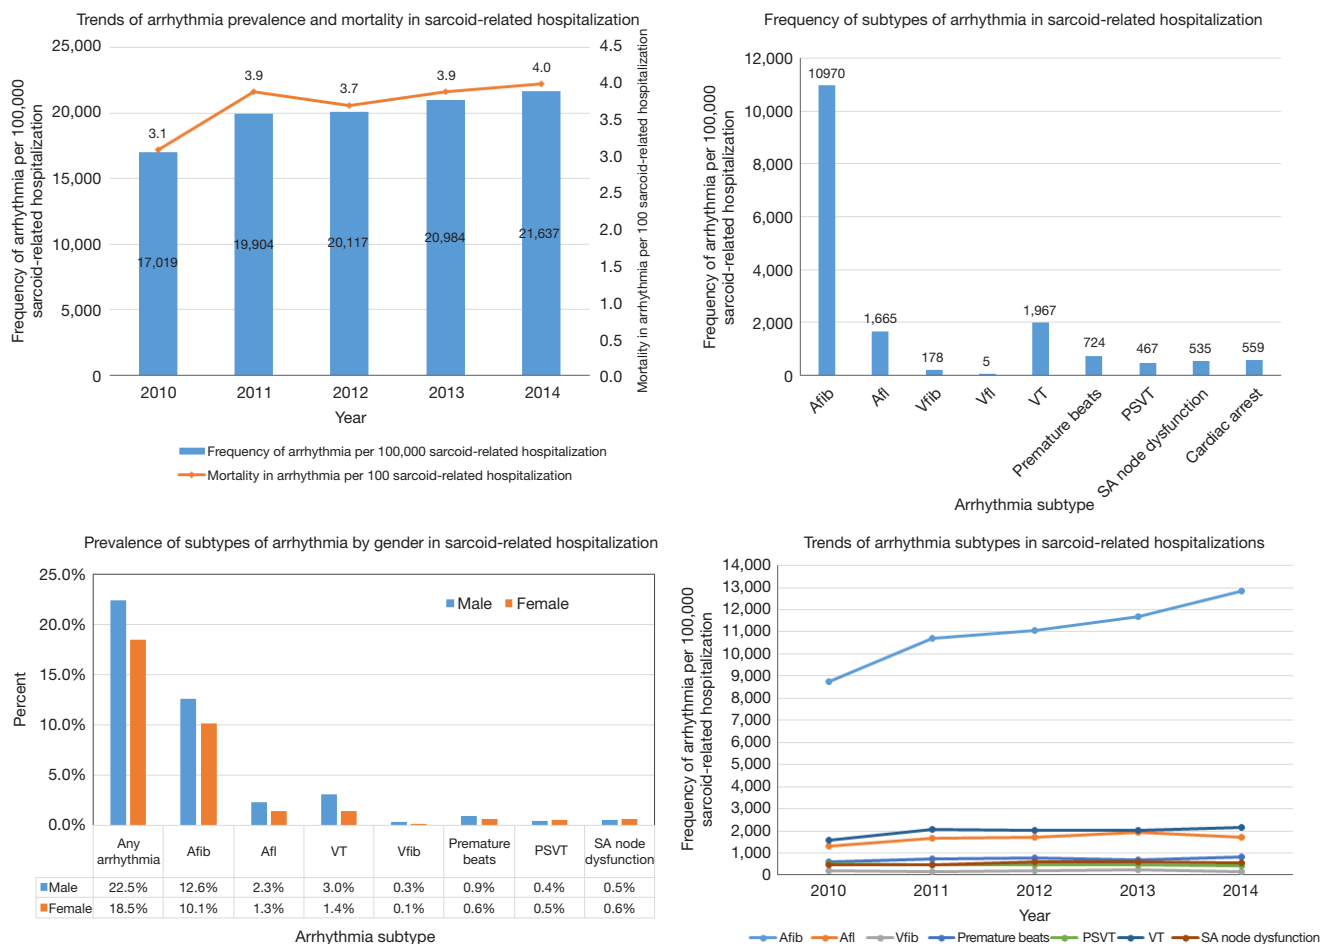 Trends of arrhythmia prevalence and mortality in sarcoid-related hospitalization
Frequency of arrhythmia per 100,000
sarcoid-related hospitalization
25,000
20,000
15,000
10,000
5,000
0
3.1
3.9
3.7
3.9
4.0
17,019
19,904
20,117
20,984
21,637
4.5
4.0
3.5
3.0
2.5
2.0
1.5
1.0
0.5
0.0
Mortality in arrhythmia per 100 sarcoid-related hospitalization
2010 2011 2012 2013 2014
Year
Frequency of arrhythmia per 100,000 sarcoid-related hospitalization
Mortality in arrhythmia per 100 sarcoid-related hospitalization
Frequency of subtypes of arrhythmia in sarcoid-related hospitalization
Frequency of arrhythmia per 100,000
sarcoid-related hospitalization
12,000
10,000
8,000
6,000
4,000
2,000
0
10970
1,665
178
5
1,967
724
467
535
559
Afib
Afl
Vfib
Vfl
VT
Premature beats
PSVT
SA node dysfunction
Cardiac arrest
Arrhythmia subtype
Prevalence of subtypes of arrhythmia by gender in sarcoid-related hospitalization
Percent
25.0%
20.0%
15.0%
10.0%
5.0%
0.0%
Male Female
Any
arrhythmia
Afib
Afl
VT
Vfib
Premature
beats
PSVT
SA node
dysfunction
Male 22.5% 12.6% 2.3% 3.0% 0.3% 0.9% 0.4% 0.5%
Female 18.5% 10.1% 1.3% 1.4% 0.1% 0.6% 0.5% 0.6%
Arrhythmia subtype
Trends of arrhythmia subtypes in sarcoid-related hospitalizations
Frequency of arrhythmia per 100,000
sarcoid-related hospitalization
14,000
13,000
12,000
11,000
10,000
9,000
8,000
7,000
6,000
5,000
4,000
3,000
2,000
1,000
0
2010 2011 2012 2013 2014
Year
Afib Afl Vfib Premature beats PSVT VT SA node dysfunction